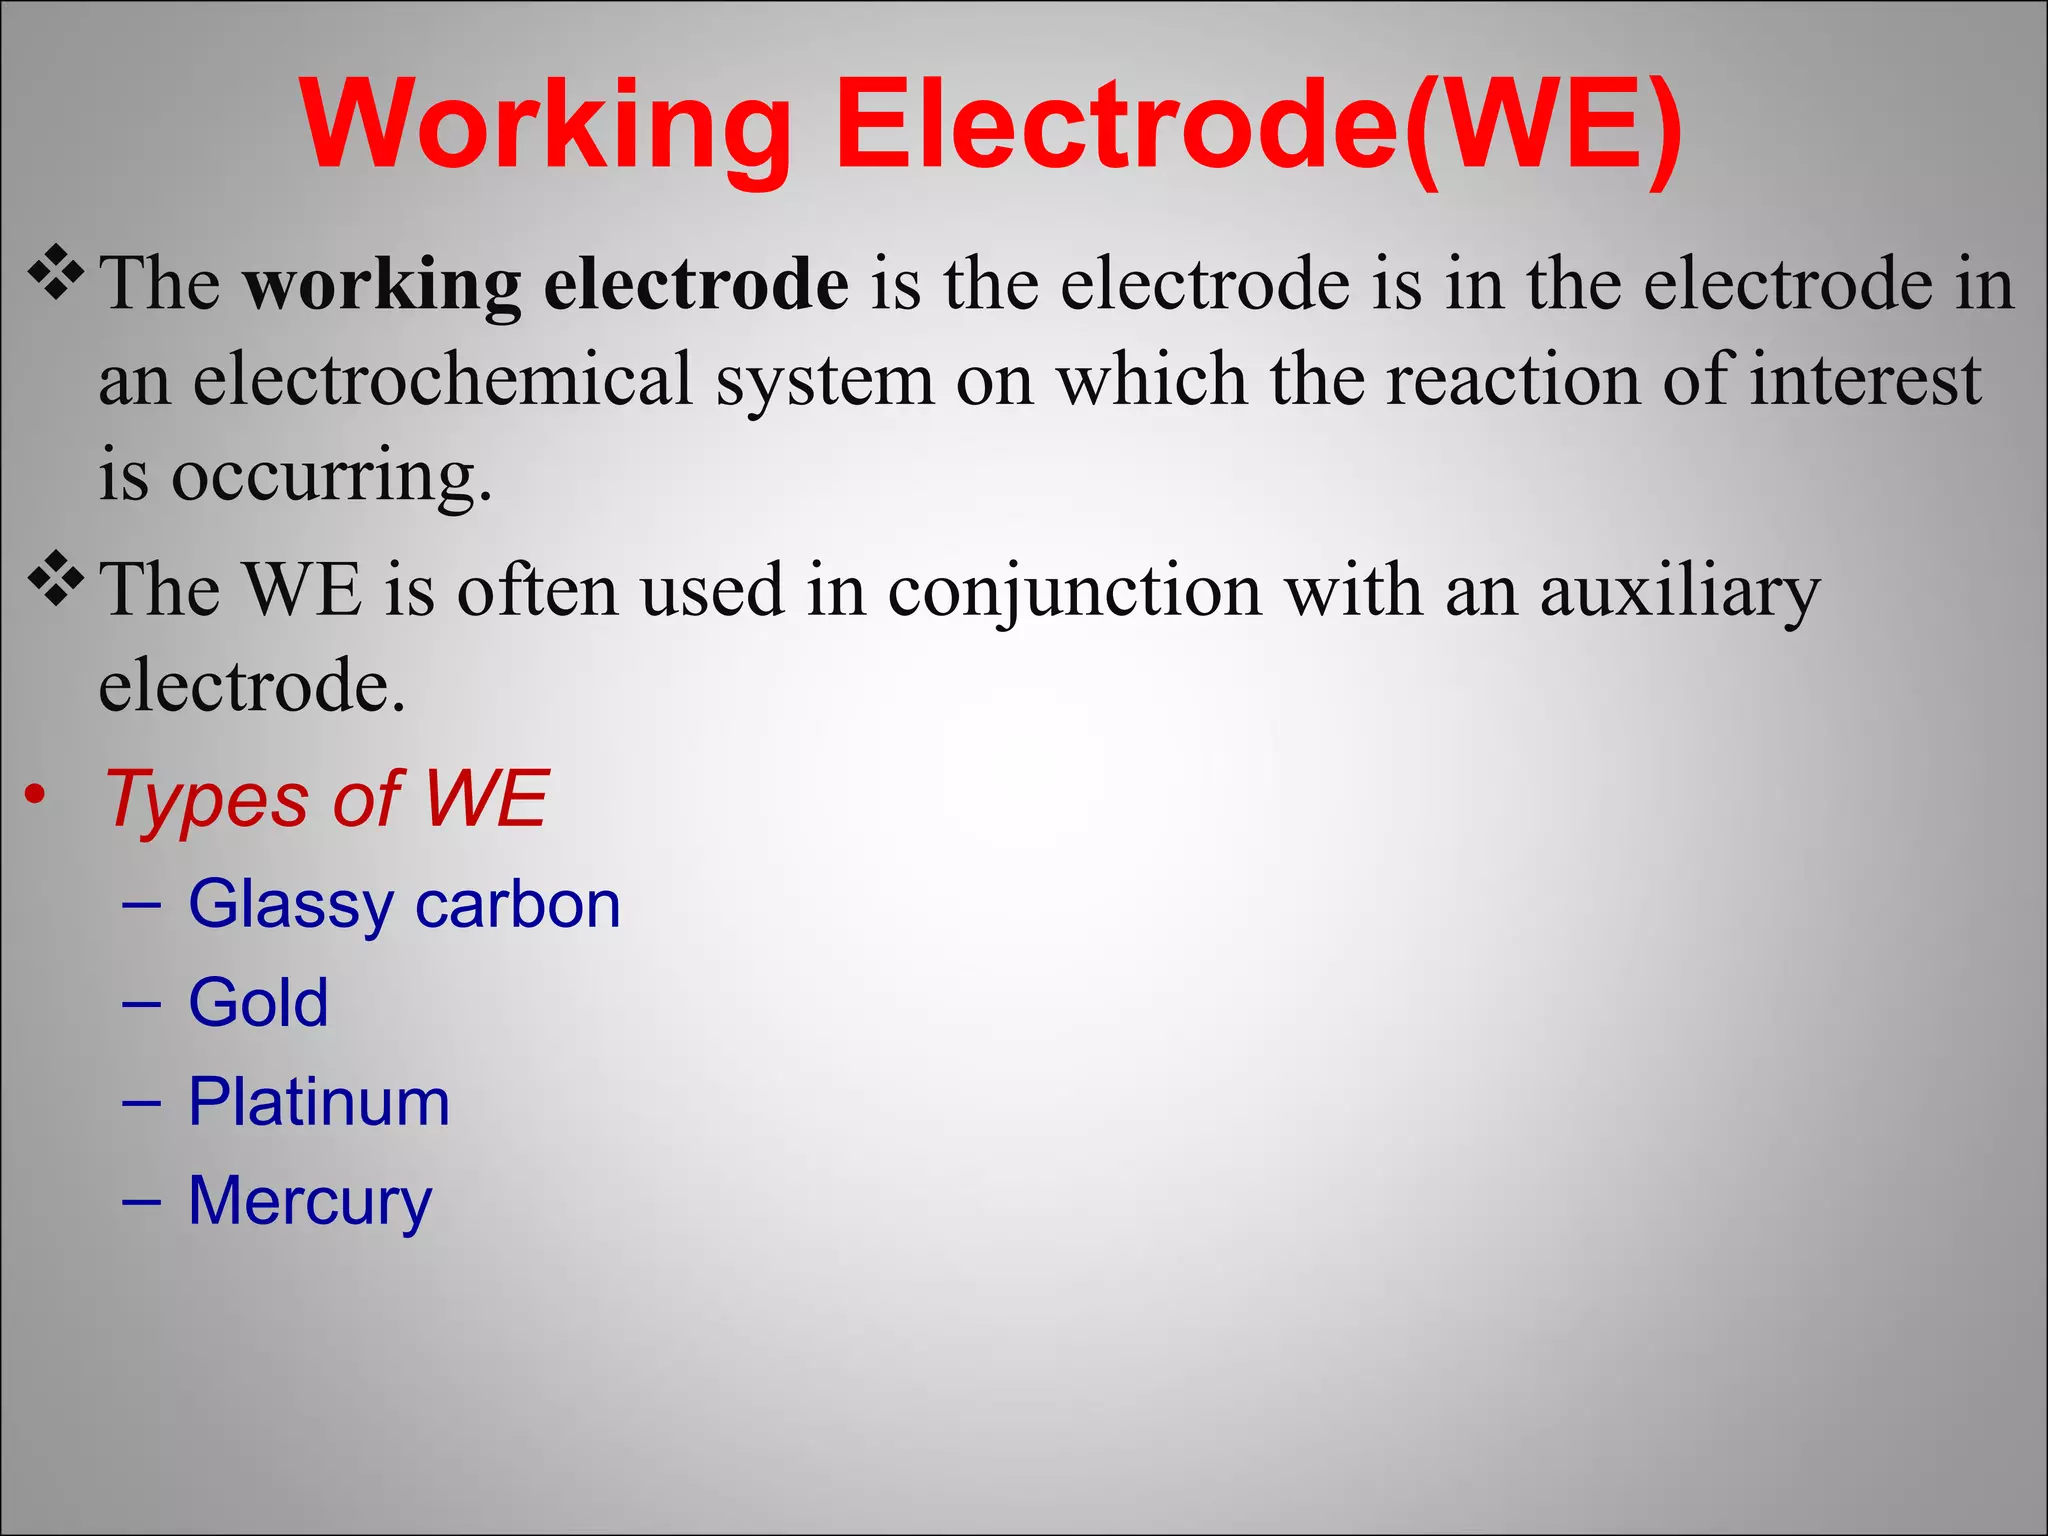 Working Electrode(WE)
❖The working electrode is the electrode is in the electrode in
an electrochemical system on which the reaction of interest
is occurring.
❖The WE is often used in conjunction with an auxiliary
electrode.
• Types of WE
– Glassy carbon
– Gold
– Platinum
– Mercury